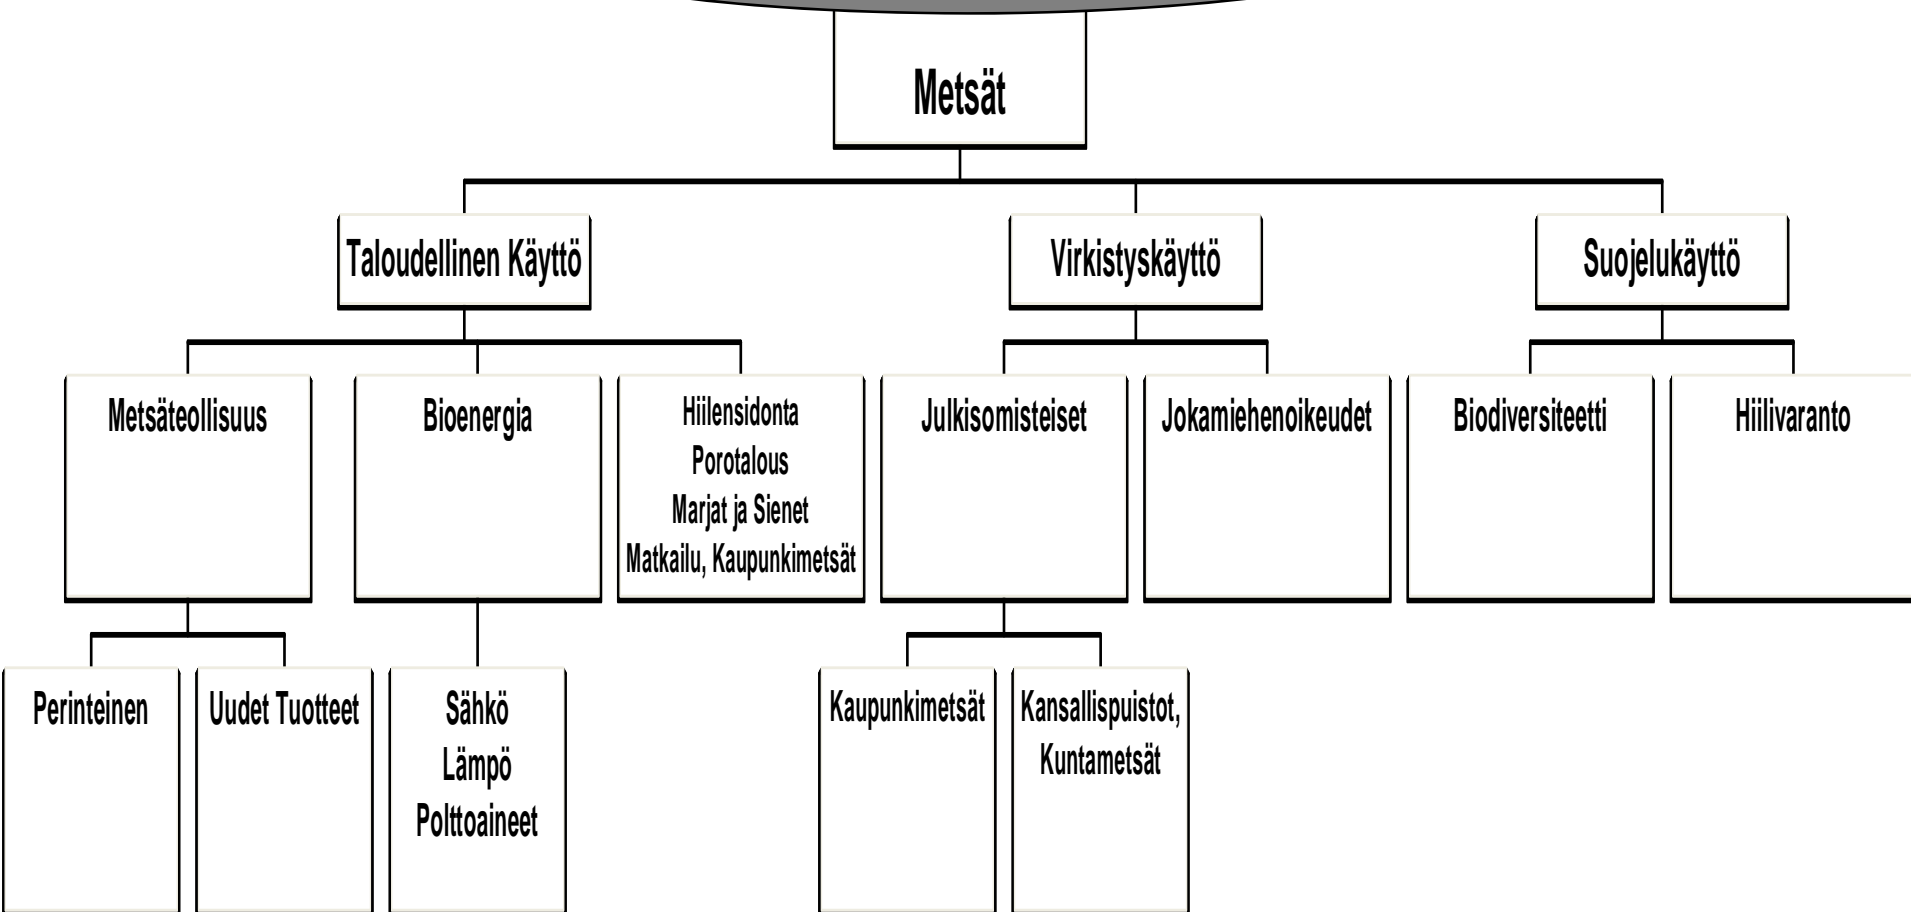 Metsät
Taloudellinen Käyttö
Virkistyskäyttö
Suojelukäyttö
Metsäteollisuus
Bioenergia
Hiilensidonta
Porotalous
Marjat ja Sienet
Matkailu, Kaupunkimetsät
Julkisomisteiset
Jokamiehenoikeudet
Biodiversiteetti
Hiilivaranto
Perinteinen
Uudet Tuotteet
Sähkö
Lämpö
Polttoaineet
Kaupunkimetsät
Kansallispuistot,
Kuntametsät